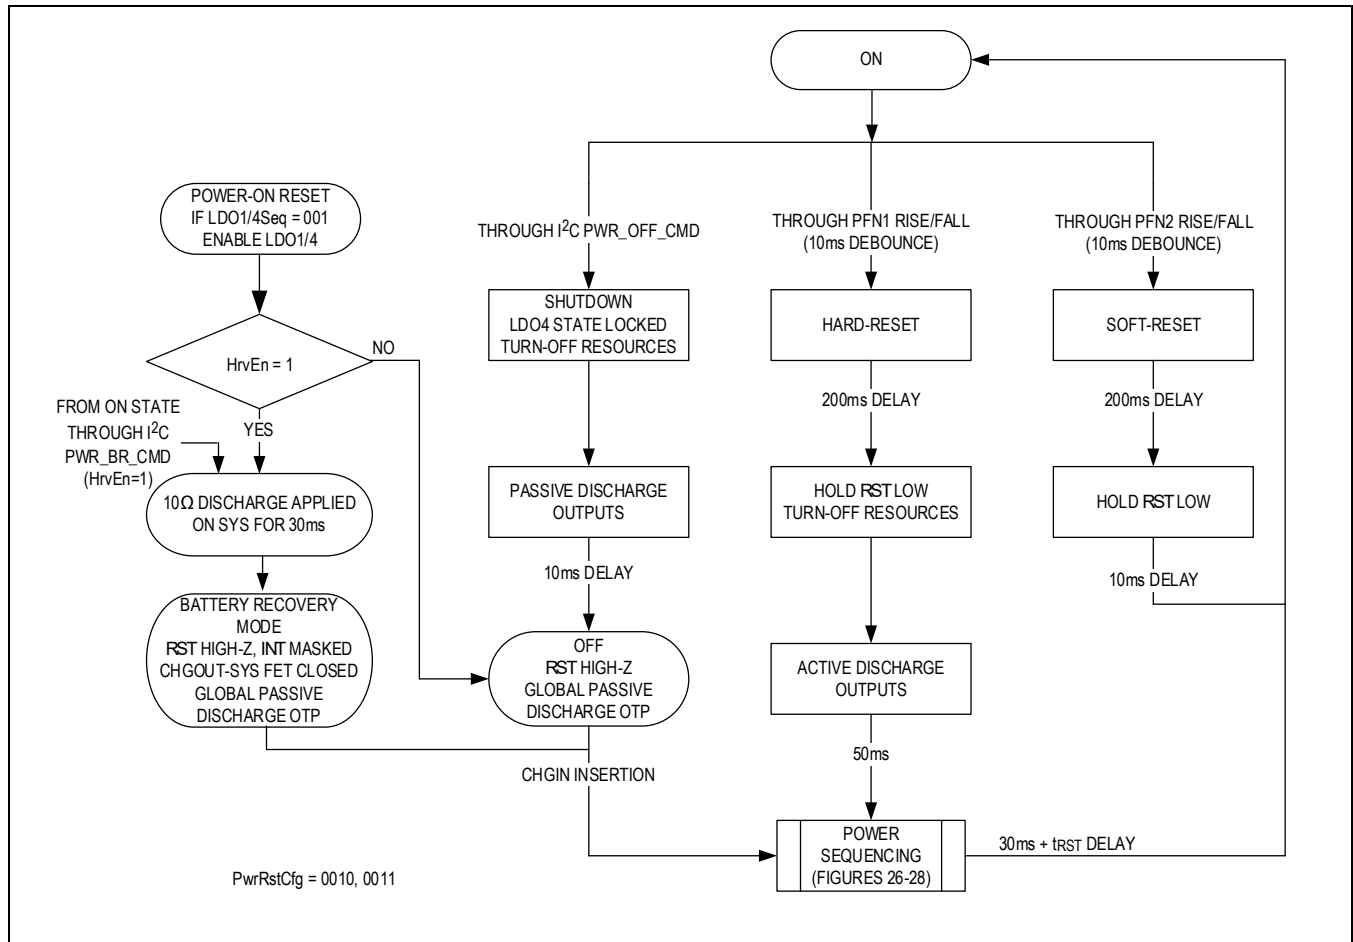 ON
POWER-ON RESET
IF LDO1/4Seq = 001
ENABLE LDO1/4
HrvEn = 1
NO
YES
FROM ON STATE
THROUGH I²C
PWR_BR_CMD
(HrvEn=1)
10Ω DISCHARGE APPLIED
ON SYS FOR 30ms
BATTERY RECOVERY
MODE
RST HIGH-Z, INT MASKED
CHGOUT-SYS FET CLOSED
GLOBAL PASSIVE
DISCHARGE OTP
THROUGH I²C PWR_OFF_CMD
SHUTDOWN
LDO4 STATE LOCKED
TURN-OFF RESOURCES
PASSIVE DISCHARGE
OUTPUTS
10ms DELAY
OFF
RST HIGH-Z
GLOBAL PASSIVE
DISCHARGE OTP
CHGIN INSERTION
THROUGH PFN1 RISE/FALL
(10ms DEBOUNCE)
HARD-RESET
200ms DELAY
HOLD RST LOW
TURN-OFF RESOURCES
ACTIVE DISCHARGE
OUTPUTS
50ms
POWER
SEQUENCING
(FIGURES 26-28)
30ms + tRST DELAY
THROUGH PFN2 RISE/FALL
(10ms DEBOUNCE)
SOFT-RESET
200ms DELAY
HOLD RST LOW
10ms DELAY
PwrRstCfg = 0010, 0011